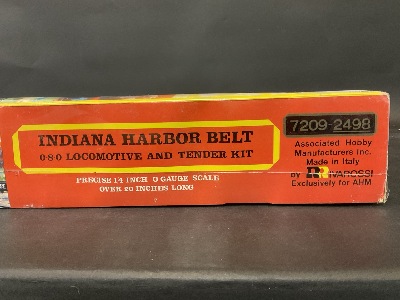 INDIANA HARBOR BELT
0-8-0 LOCOMOTIVE AND TENDER KIT
PRECISE 1/4 INCH O GAUGE SCALE
OVER 20 INCHES LONG
7209-2498
Associated Hobby
Manufacturers Inc.
Made in Italy
by RIVAROSSI
Exclusively for AHM